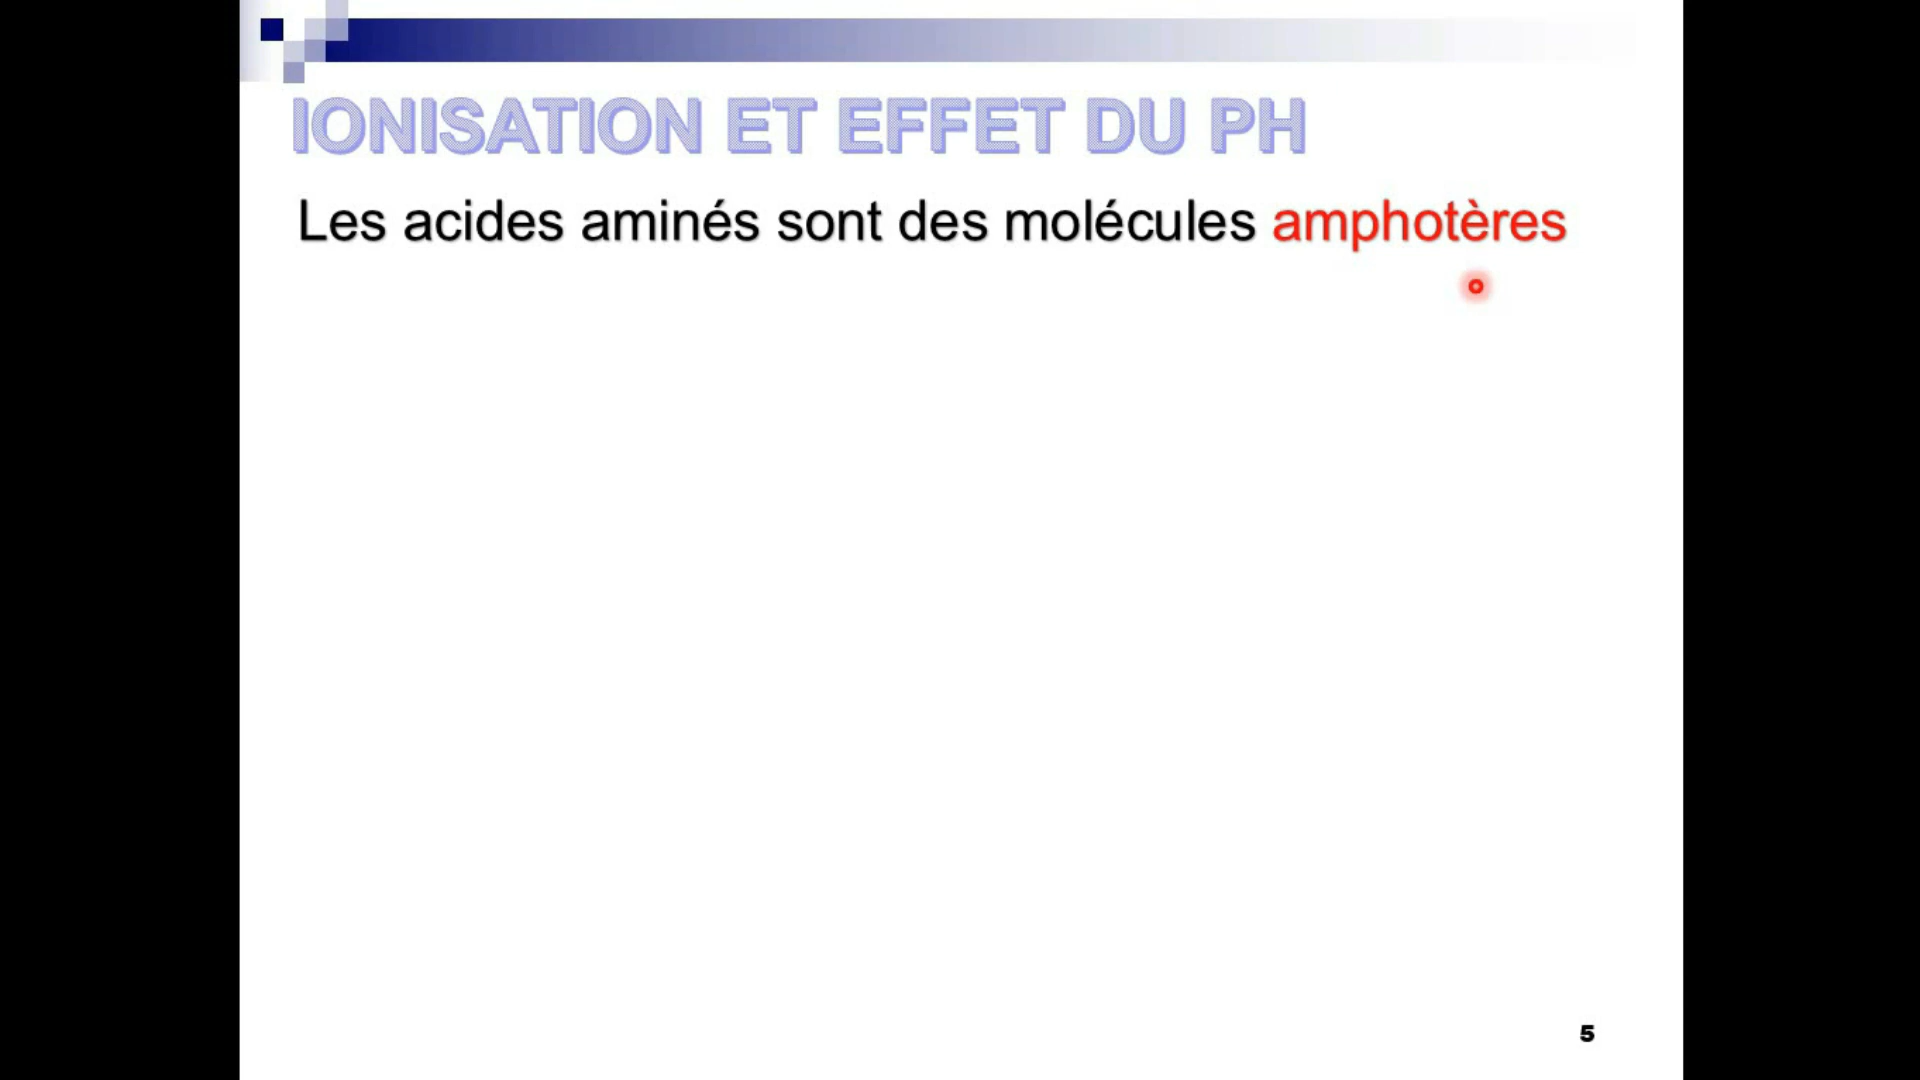 IONISATION ET EFFET DU PH
Les acides aminés sont des molécules amphotères
5